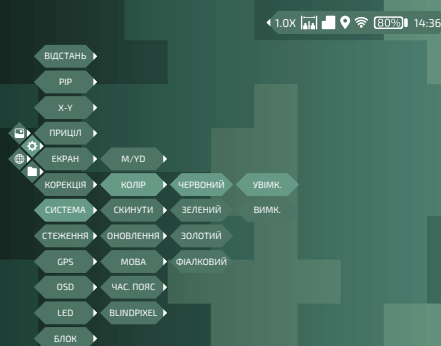 1.0X 80% 14:36
ВІДСТАНЬ
PIP
X-Y
ПРИЦІЛ
ЕКРАН M/YD
КОРЕКЦІЯ КОЛІР ЧЕРВОНИЙ УВІМК.
СИСТЕМА СКИНУТИ ЗЕЛЕНИЙ ВИМК.
СТЕЖЕННЯ ОНОВЛЕННЯ ЗОЛОТИЙ
GPS МОВА ФІАЛКОВИЙ
OSD ЧАС. ПОЯС
LED BLINDPIXEL
БЛОК